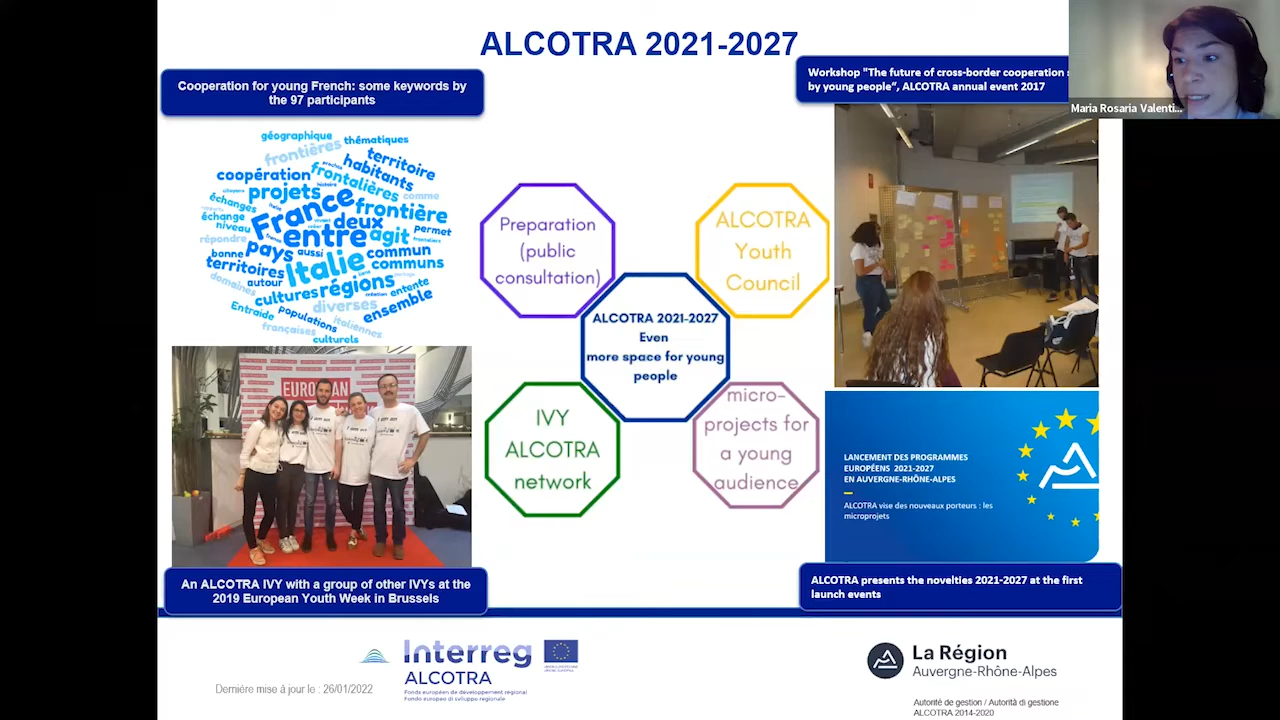 ALCOTRA 2021-2027
Cooperation for young French: some keywords by
the 97 participants
Workshop "The future of cross-border cooperation
by young people“, ALCOTRA annual event 2017
Maria Rosaria Valenti...
géographique
thématiques
frontières
territoire
habitants
coopération
frontalières
projets
comme
échanges
France
frontière
échange
deux
niveau
permet
entre
agit
répondre
pays
aussi
commun
bonne
Italie
communs
territoires
autour
régions
domaines
cultures
entente
diverses
ensemble
Entraide
populations
italiennes
françaises
culturels
Preparation
(public
consultation)
ALCOTRA
Youth
Council
ALCOTRA 2021-2027
Even
more space for young
people
IVY
ALCOTRA
network
micro-
projects for
a young
audience
EUROPEAN
LANCEMENT DES PROGRAMMES
EUROPÉENS 2021-2027
EN AUVERGNE-RHÔNE-ALPES
ALCOTRA vise des nouveaux porteurs : les
microprojets
An ALCOTRA IVY with a group of other IVYs at the
2019 European Youth Week in Brussels
ALCOTRA presents the novelties 2021-2027 at the first
launch events
Dernière mise à jour le : 26/01/2022
Interreg
ALCOTRA
Fonds européen de développement régional
Fondo europeo di sviluppo regionale
La Région
Auvergne-Rhône-Alpes
Autorité de gestion / Autorità di gestione
ALCOTRA 2014-2020